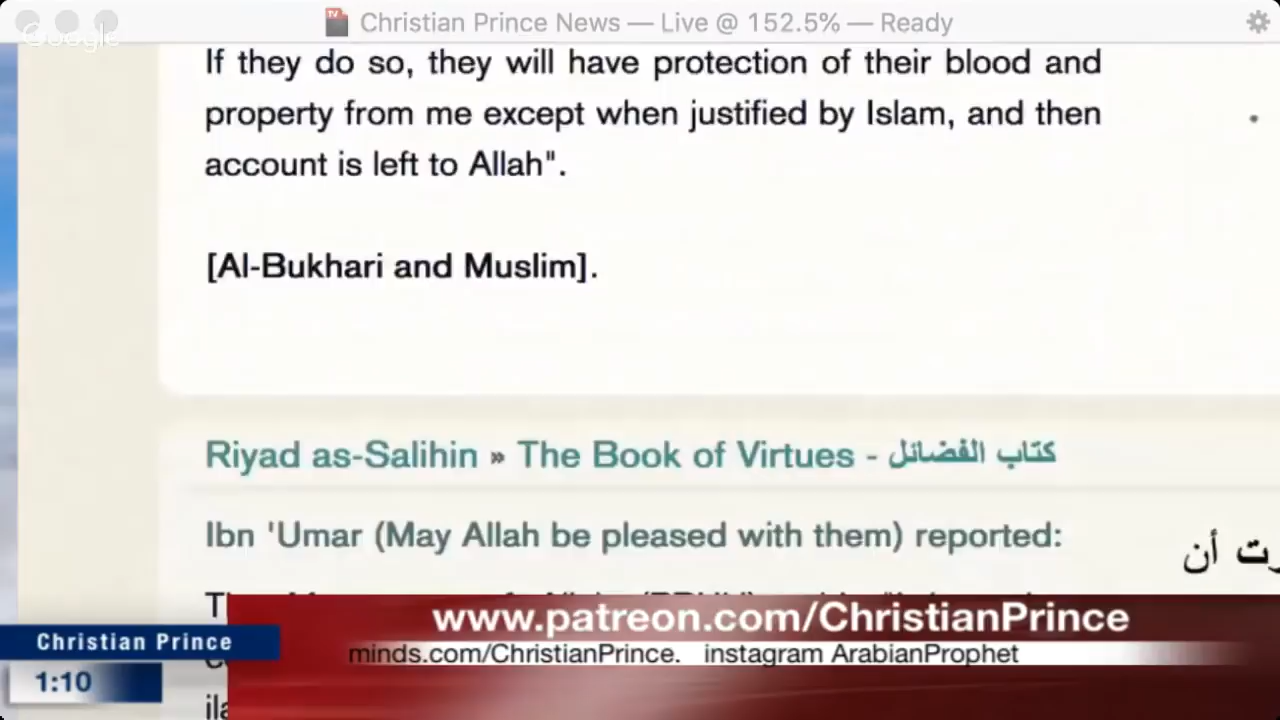 Christian Prince News — Live @ 152.5% — Ready
Google
If they do so, they will have protection of their blood and
property from me except when justified by Islam, and then
account is left to Allah".
[Al-Bukhari and Muslim].
Riyad as-Salihin » The Book of Virtues - كتاب الفضائل
Ibn 'Umar (May Allah be pleased with them) reported:
أن
www.patreon.com/ChristianPrince
Christian Prince
minds.com/ChristianPrince. instagram ArabianProphet
1:10